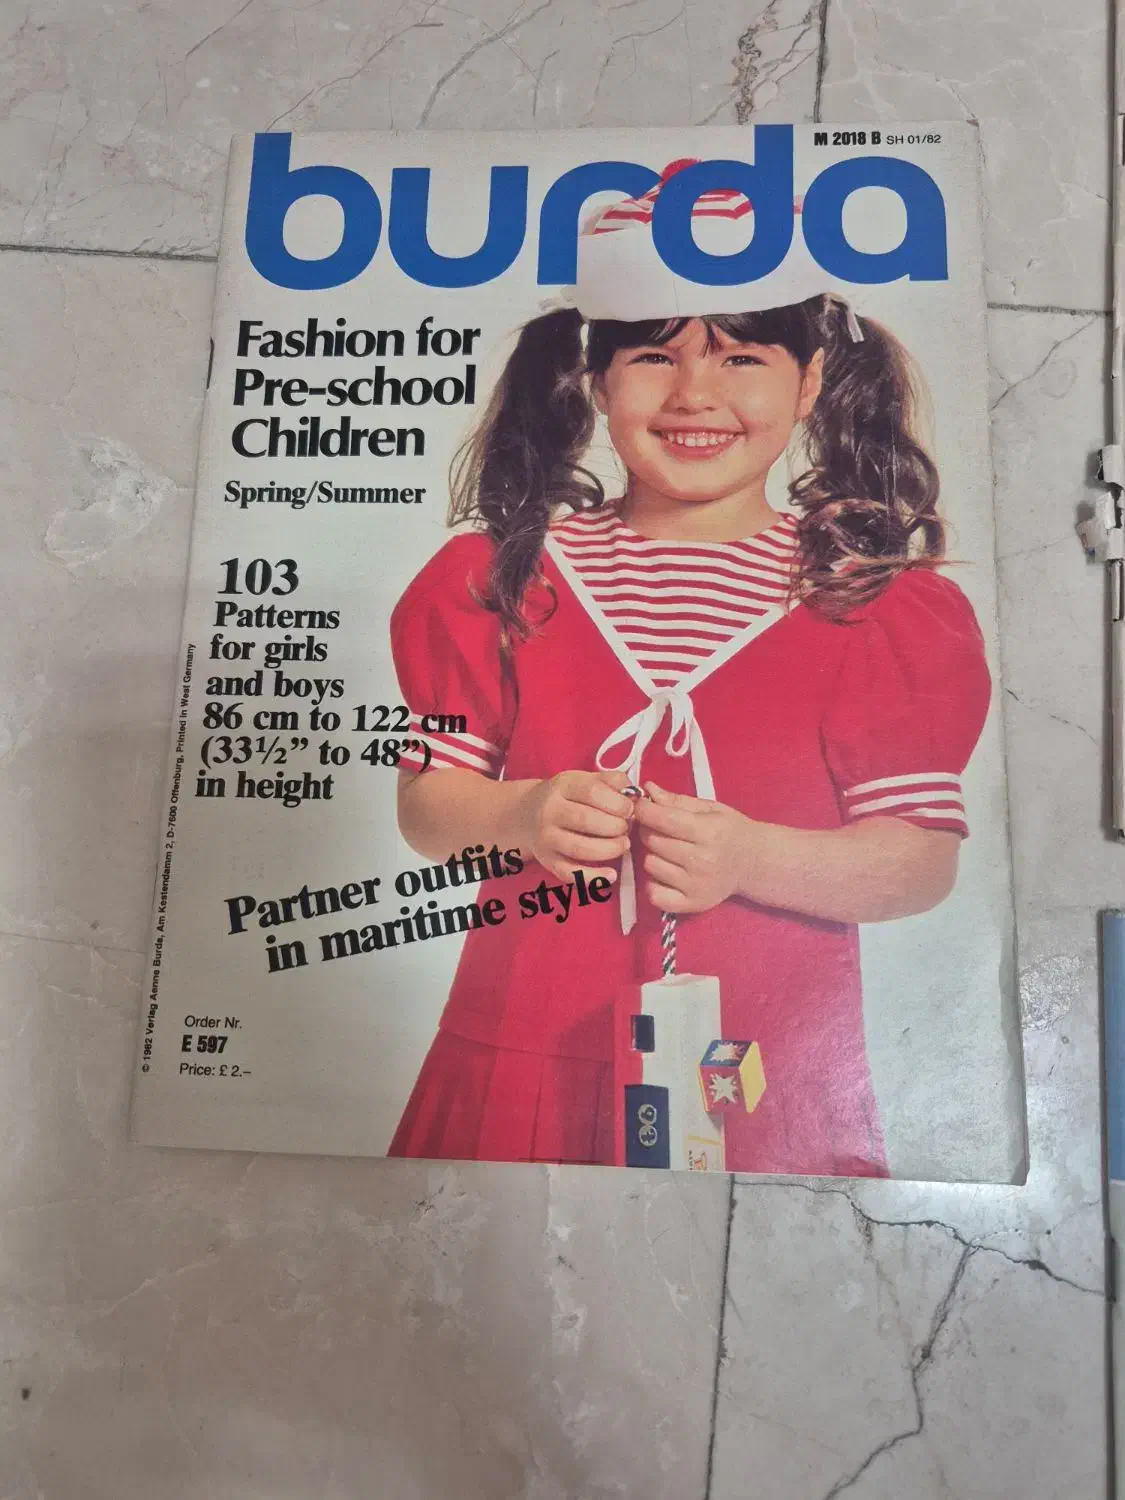 burda
M 2018 B SH 01/82
Fashion for
Pre-school
Children
Spring/Summer
103
Patterns
for girls
and boys
86 cm to 122 cm
(33½” to 48”)
in height
Partner outfits
in maritime style
Order Nr.
E 597
Price: £ 2.–
© 1982 Verlag Aenne Burda, Am Kestendamm 2, D-7600 Offenburg, Printed in West Germany